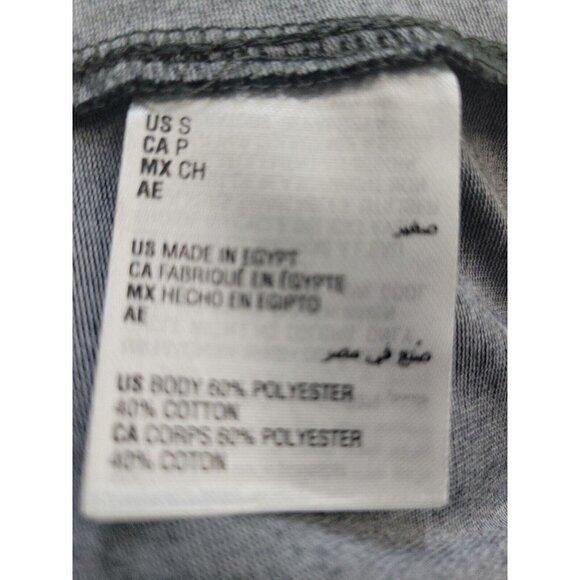 US S
CA P
MX CH
AE
صغير
US MADE IN EGYPT
CA FABRIQUÉ EN ÉGYPTE
MX HECHO EN EGIPTO
AE
صنع في مصر
US BODY 60% POLYESTER
40% COTTON
CA CORPS 60% POLYESTER
40% COTON